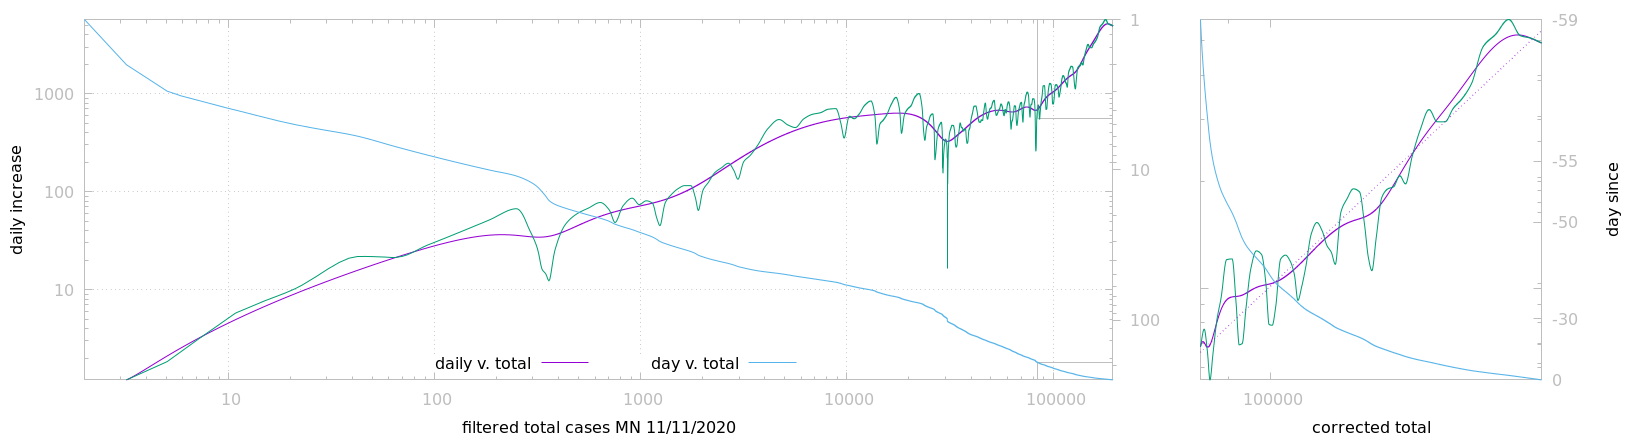 1000
100
10
daily increase
10
100
1000
10000
100000
filtered total cases MN 11/11/2020
daily v. total
day v. total
1
10
100
100000
corrected total
-59
-55
-50
-30
0
day since